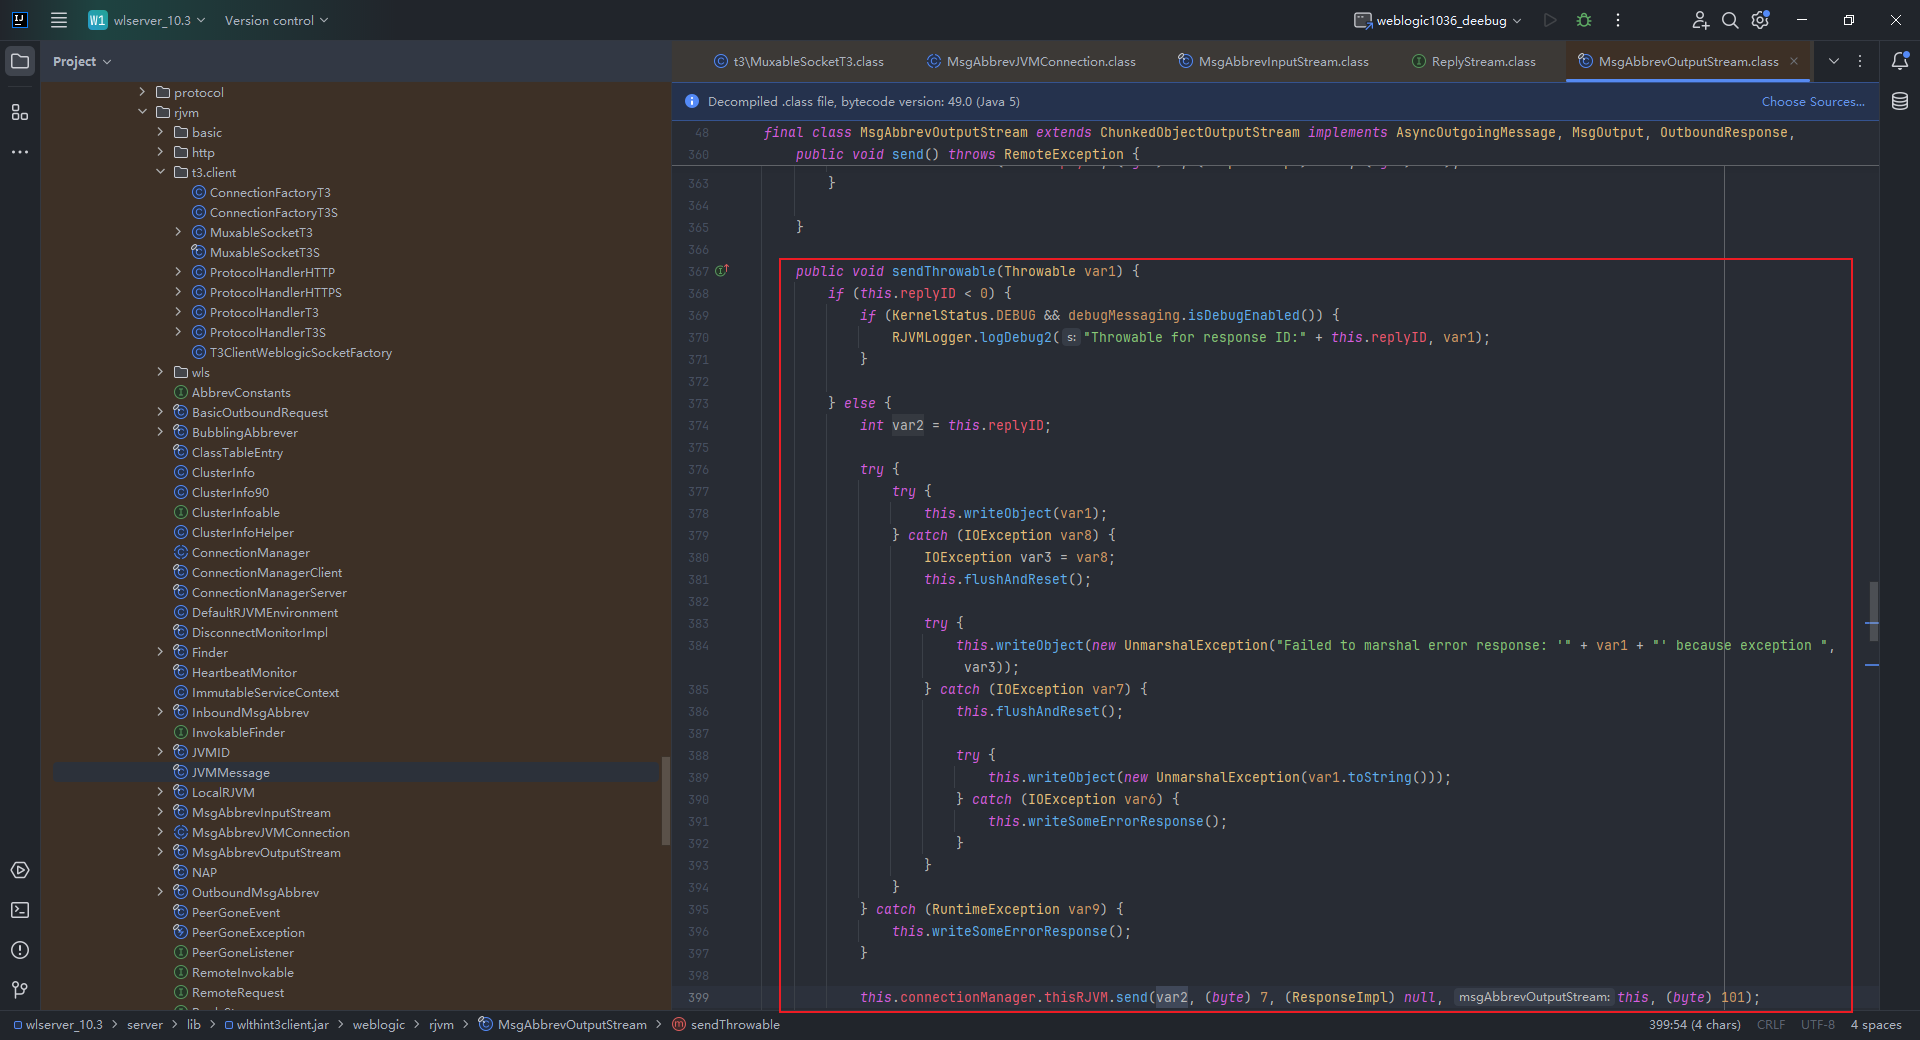 W1 wlserver_10.3 Version control weblogic1036_deebug
Project
protocol
rjvm
basic
http
t3.client
ConnectionFactoryT3
ConnectionFactoryT3S
MuxableSocketT3
MuxableSocketT3S
ProtocolHandlerHTTP
ProtocolHandlerHTTPS
ProtocolHandlerT3
ProtocolHandlerT3S
T3ClientWeblogicSocketFactory
wls
AbbrevConstants
BasicOutboundRequest
BubblingAbbrever
ClassTableEntry
ClusterInfo
ClusterInfo90
ClusterInfoable
ClusterInfoHelper
ConnectionManager
ConnectionManagerClient
ConnectionManagerServer
DefaultRJVMEnvironment
DisconnectMonitorImpl
Finder
HeartbeatMonitor
ImmutableServiceContext
InboundMsgAbbrev
InvokableFinder
JVMID
JVMMessage
LocalRJVM
MsgAbbrevInputStream
MsgAbbrevJVMConnection
MsgAbbrevOutputStream
NAP
OutboundMsgAbbrev
PeerGoneEvent
PeerGoneException
PeerGoneListener
RemoteInvokable
RemoteRequest
t3\MuxableSocketT3.class MsgAbbrevJVMConnection.class MsgAbbrevInputStream.class ReplyStream.class MsgAbbrevOutputStream.class
Decompiled .class file, bytecode version: 49.0 (Java 5) Choose Sources...
48 final class MsgAbbrevOutputStream extends ChunkedObjectOutputStream implements AsyncOutgoingMessage, MsgOutput, OutboundResponse,
360 public void send() throws RemoteException {
363 }
364
365 }
366
367 public void sendThrowable(Throwable var1) {
368 if (this.replyID < 0) {
369 if (KernelStatus.DEBUG && debugMessaging.isDebugEnabled()) {
370 RJVMLogger.logDebug2( s: "Throwable for response ID:" + this.replyID, var1);
371 }
372
373 } else {
374 int var2 = this.replyID;
375
376 try {
377 try {
378 this.writeObject(var1);
379 } catch (IOException var8) {
380 IOException var3 = var8;
381 this.flushAndReset();
382
383 try {
384 this.writeObject(new UnmarshalException("Failed to marshal error response: '" + var1 + "' because exception ",
var3));
385 } catch (IOException var7) {
386 this.flushAndReset();
387
388 try {
389 this.writeObject(new UnmarshalException(var1.toString()));
390 } catch (IOException var6) {
391 this.writeSomeErrorResponse();
392 }
393 }
394 }
395 } catch (RuntimeException var9) {
396 this.writeSomeErrorResponse();
397 }
398
399 this.connectionManager.thisRJVM.send(var2, (byte) 7, (ResponseImpl) null, msgAbbrevOutputStream: this, (byte) 101);
wlserver_10.3 > server > lib > wlthint3client.jar > weblogic > rjvm > MsgAbbrevOutputStream > sendThrowable 399:54 (4 chars) CRLF UTF-8 4 spaces